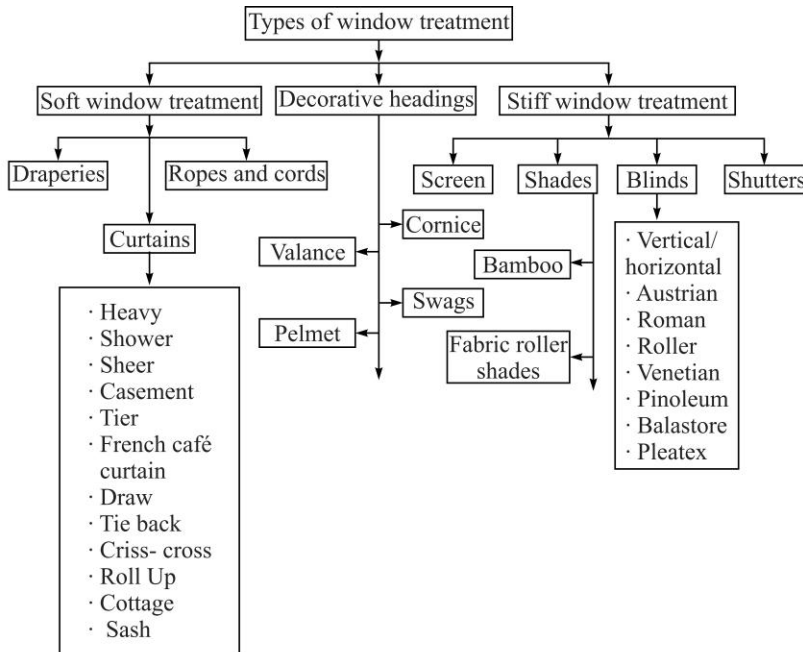 Types of window treatment
Soft window treatment
Decorative headings
Stiff window treatment
Draperies
Ropes and cords
Screen
Shades
Blinds
Shutters
Curtains
Cornice
Valance
Swags
Pelmet
Bamboo
Fabric roller
shades
· Vertical/
horizontal
· Austrian
· Roman
· Roller
· Venetian
· Pinoleum
· Balastore
· Pleatex
· Heavy
· Shower
· Sheer
· Casement
· Tier
· French café
curtain
· Draw
· Tie back
· Criss- cross
· Roll Up
· Cottage
· Sash